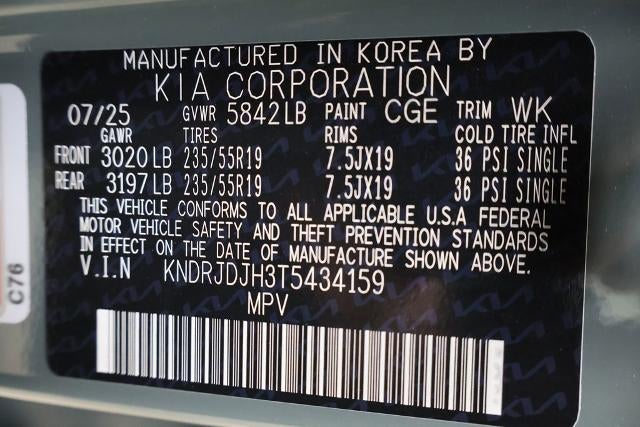 MANUFACTURED IN KOREA BY
KIA CORPORATION
07/25 GVWR 5842LB PAINT CGE TRIM WK
GAWR TIRES RIMS COLD TIRE INFL
FRONT 3020LB 235/55R19 7.5JX19 36 PSI SINGLE
REAR 3197LB 235/55R19 7.5JX19 36 PSI SINGLE
THIS VEHICLE CONFORMS TO ALL APPLICABLE U.S.A FEDERAL
MOTOR VEHICLE SAFETY AND THEFT PREVENTION STANDARDS
IN EFFECT ON THE DATE OF MANUFACTURE SHOWN ABOVE.
V.I.N KNDRJDJH3T5434159
MPV
C76